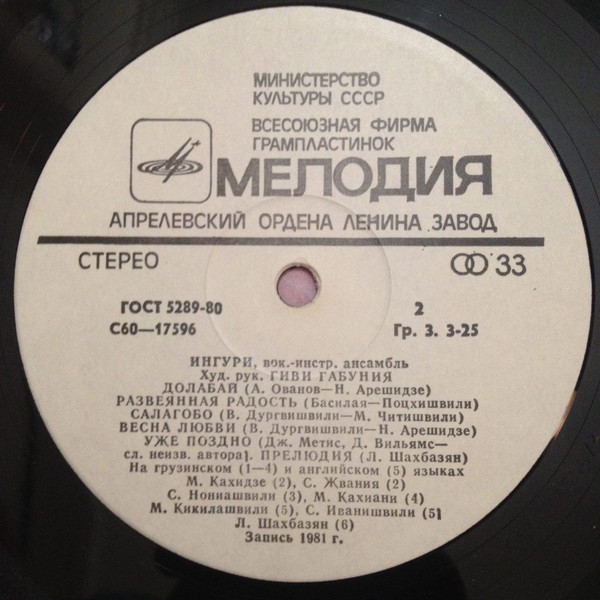 МИНИСТЕРСТВО
КУЛЬТУРЫ СССР
ВСЕСОЮЗНАЯ ФИРМА
ГРАМПЛАСТИНОК
МЕЛОДИЯ
АПРЕЛЕВСКИЙ ОРДЕНА ЛЕНИНА ЗАВОД
СТЕРЕО 33
ГОСТ 5289-80 2
С60—17596 Гр. 3. 3-25
ИНГУРИ, вок.-инстр. ансамбль
Худ. рук. ГИВИ ГАБУНИЯ
ДОЛАБАЙ (А. Ованов—Н. Арешидзе)
РАЗВЕЯННАЯ РАДОСТЬ (Басилая—Поцхишвили)
САЛАГОБО (В. Дургвишвили—М. Читишвили)
ВЕСНА ЛЮБВИ (В. Дургвишвили—Н. Арешидзе)
УЖЕ ПОЗДНО (Дж. Метис, Д. Вильямс—
сл. неизв. автора). ПРЕЛЮДИЯ (Л. Шахбазян)
На грузинском (1—4) и английском (5) языках
М. Кахидзе (2), С. Жвания (2)
С. Нониашвили (3), М. Кахиани (4)
М. Кикилашвили (5), С. Иванишвили (5)
Л. Шахбазян (6)
Запись 1981 г.